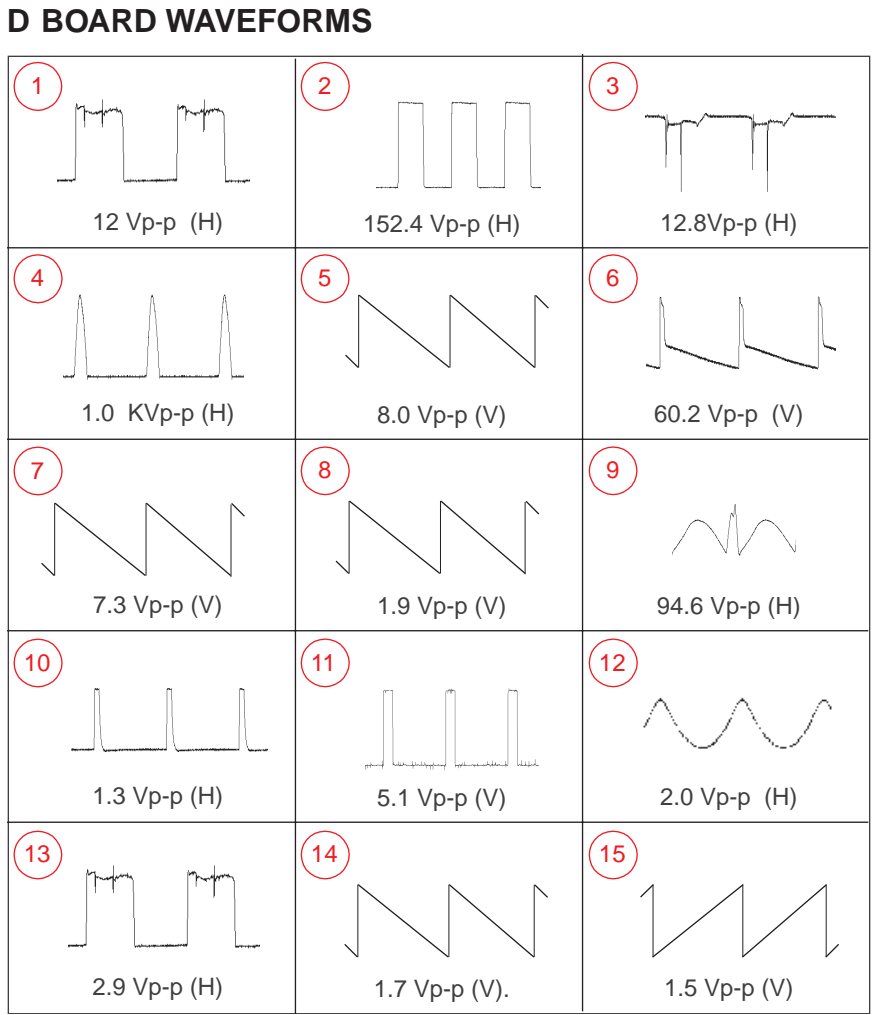 D BOARD WAVEFORMS
1
2
3
12 Vp-p (H)
152.4 Vp-p (H)
12.8Vp-p (H)
4
5
6
1.0 KVp-p (H)
8.0 Vp-p (V)
60.2 Vp-p (V)
7
8
9
7.3 Vp-p (V)
1.9 Vp-p (V)
94.6 Vp-p (H)
10
11
12
1.3 Vp-p (H)
5.1 Vp-p (V)
2.0 Vp-p (H)
13
14
15
2.9 Vp-p (H)
1.7 Vp-p (V).
1.5 Vp-p (V)